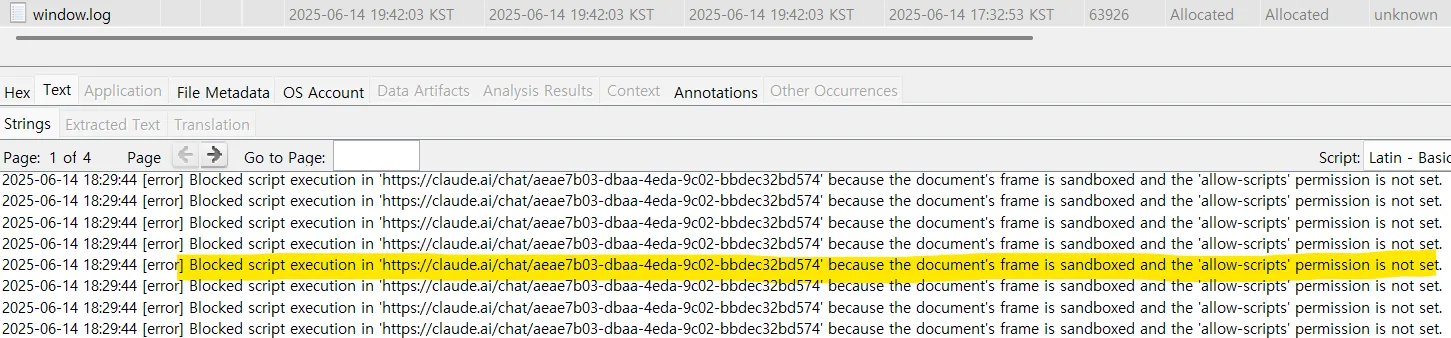 window.log 2025-06-14 19:42:03 KST 2025-06-14 19:42:03 KST 2025-06-14 19:42:03 KST 2025-06-14 17:32:53 KST 63926 Allocated Allocated unknown
Hex Text Application File Metadata OS Account Data Artifacts Analysis Results Context Annotations Other Occurrences
Strings Extracted Text Translation
Page: 1 of 4 Page Go to Page: Script: Latin - Basic
2025-06-14 18:29:44 [error] Blocked script execution in 'https://claude.ai/chat/aeae7b03-dbaa-4eda-9c02-bbdec32bd574' because the document's frame is sandboxed and the 'allow-scripts' permission is not set.
2025-06-14 18:29:44 [error] Blocked script execution in 'https://claude.ai/chat/aeae7b03-dbaa-4eda-9c02-bbdec32bd574' because the document's frame is sandboxed and the 'allow-scripts' permission is not set.
2025-06-14 18:29:44 [error] Blocked script execution in 'https://claude.ai/chat/aeae7b03-dbaa-4eda-9c02-bbdec32bd574' because the document's frame is sandboxed and the 'allow-scripts' permission is not set.
2025-06-14 18:29:44 [error] Blocked script execution in 'https://claude.ai/chat/aeae7b03-dbaa-4eda-9c02-bbdec32bd574' because the document's frame is sandboxed and the 'allow-scripts' permission is not set.
2025-06-14 18:29:44 [error] Blocked script execution in 'https://claude.ai/chat/aeae7b03-dbaa-4eda-9c02-bbdec32bd574' because the document's frame is sandboxed and the 'allow-scripts' permission is not set.
2025-06-14 18:29:44 [error] Blocked script execution in 'https://claude.ai/chat/aeae7b03-dbaa-4eda-9c02-bbdec32bd574' because the document's frame is sandboxed and the 'allow-scripts' permission is not set.
2025-06-14 18:29:44 [error] Blocked script execution in 'https://claude.ai/chat/aeae7b03-dbaa-4eda-9c02-bbdec32bd574' because the document's frame is sandboxed and the 'allow-scripts' permission is not set.
2025-06-14 18:29:44 [error] Blocked script execution in 'https://claude.ai/chat/aeae7b03-dbaa-4eda-9c02-bbdec32bd574' because the document's frame is sandboxed and the 'allow-scripts' permission is not set.